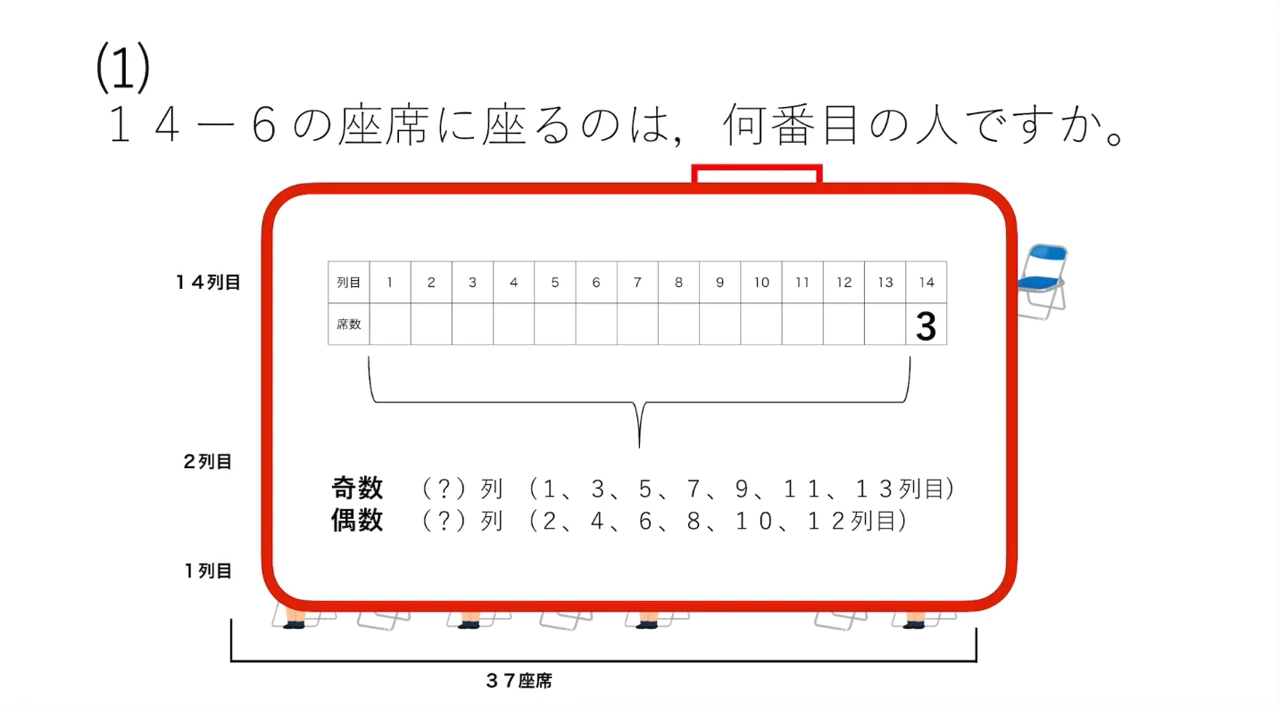 (1)
１４－６の座席に座るのは，何番目の人ですか。
１４列目
列目 1 2 3 4 5 6 7 8 9 10 11 12 13 14
席数 3
２列目
奇数 （？）列 （１、３、５、７、９、１１、１３列目）
偶数 （？）列 （２、４、６、８、１０、１２列目）
１列目
３７座席